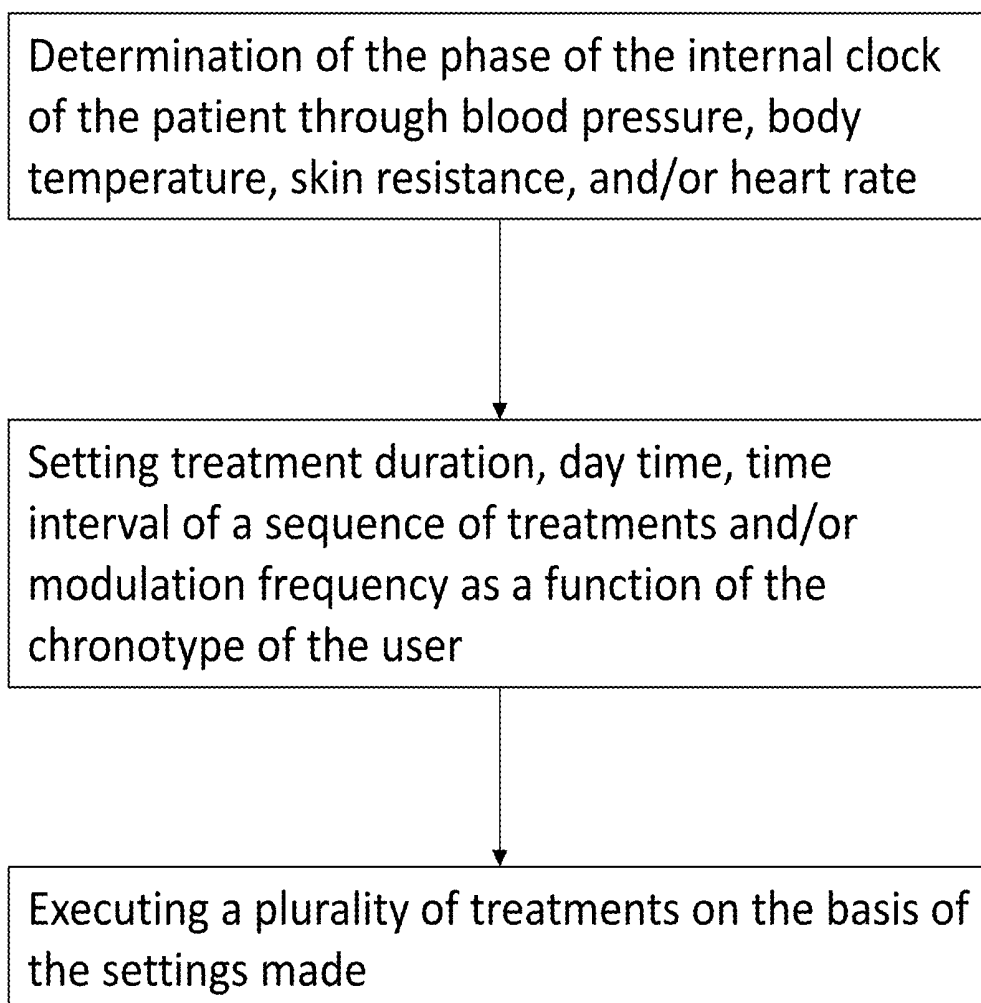 Determination of the phase of the internal clock
of the patient through blood pressure, body
temperature, skin resistance, and/or heart rate
Setting treatment duration, day time, time
interval of a sequence of treatments and/or
modulation frequency as a function of the
chronotype of the user
Executing a plurality of treatments on the basis of
the settings made